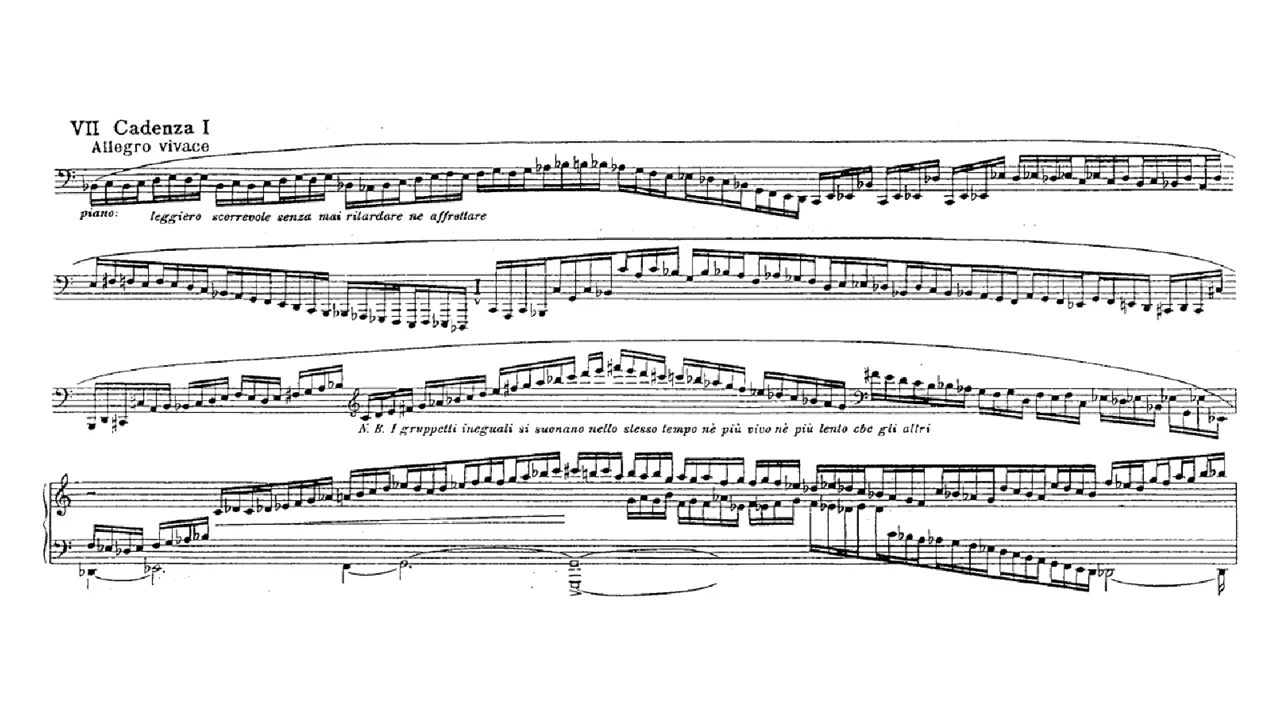 VII Cadenza I
Allegro vivace
piano: leggiero scorrevole senza mai ritardare ne affrettare
N. B. I gruppetti ineguali si suonano nello stesso tempo nè più vivo nè più lento che gli altri